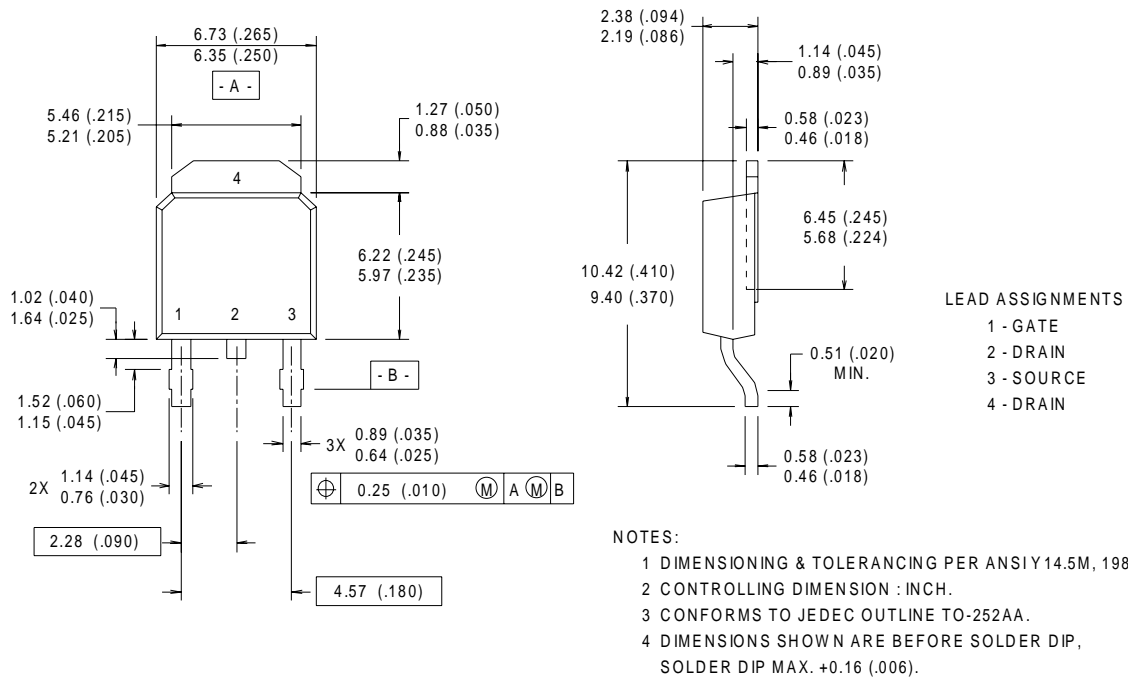 6.73 (.265)
6.35 (.250)
- A -
5.46 (.215)
5.21 (.205)
1.27 (.050)
0.88 (.035)
4
6.22 (.245)
5.97 (.235)
1.02 (.040)
1.64 (.025)
1 2 3
- B -
1.52 (.060)
1.15 (.045)
3X 0.89 (.035)
0.64 (.025)
2X 1.14 (.045)
0.76 (.030)
⌖ 0.25 (.010) Ⓜ A Ⓜ B
2.28 (.090)
4.57 (.180)
2.38 (.094)
2.19 (.086)
1.14 (.045)
0.89 (.035)
0.58 (.023)
0.46 (.018)
6.45 (.245)
5.68 (.224)
10.42 (.410)
9.40 (.370)
0.51 (.020)
MIN.
0.58 (.023)
0.46 (.018)
LEAD ASSIGNMENTS
1 - GATE
2 - DRAIN
3 - SOURCE
4 - DRAIN
NOTES:
1 DIMENSIONING & TOLERANCING PER ANSI Y14.5M, 198
2 CONTROLLING DIMENSION : INCH.
3 CONFORMS TO JEDEC OUTLINE TO-252AA.
4 DIMENSIONS SHOWN ARE BEFORE SOLDER DIP,
SOLDER DIP MAX. +0.16 (.006).